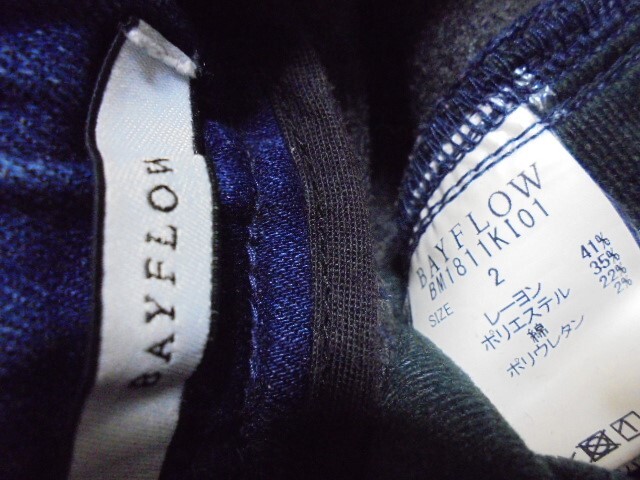 BAYFLOW
BAYFLOW
BM1811KI01
SIZE 2
レーヨン 41%
ポリエステル 35%
綿 22%
ポリウレタン 2%